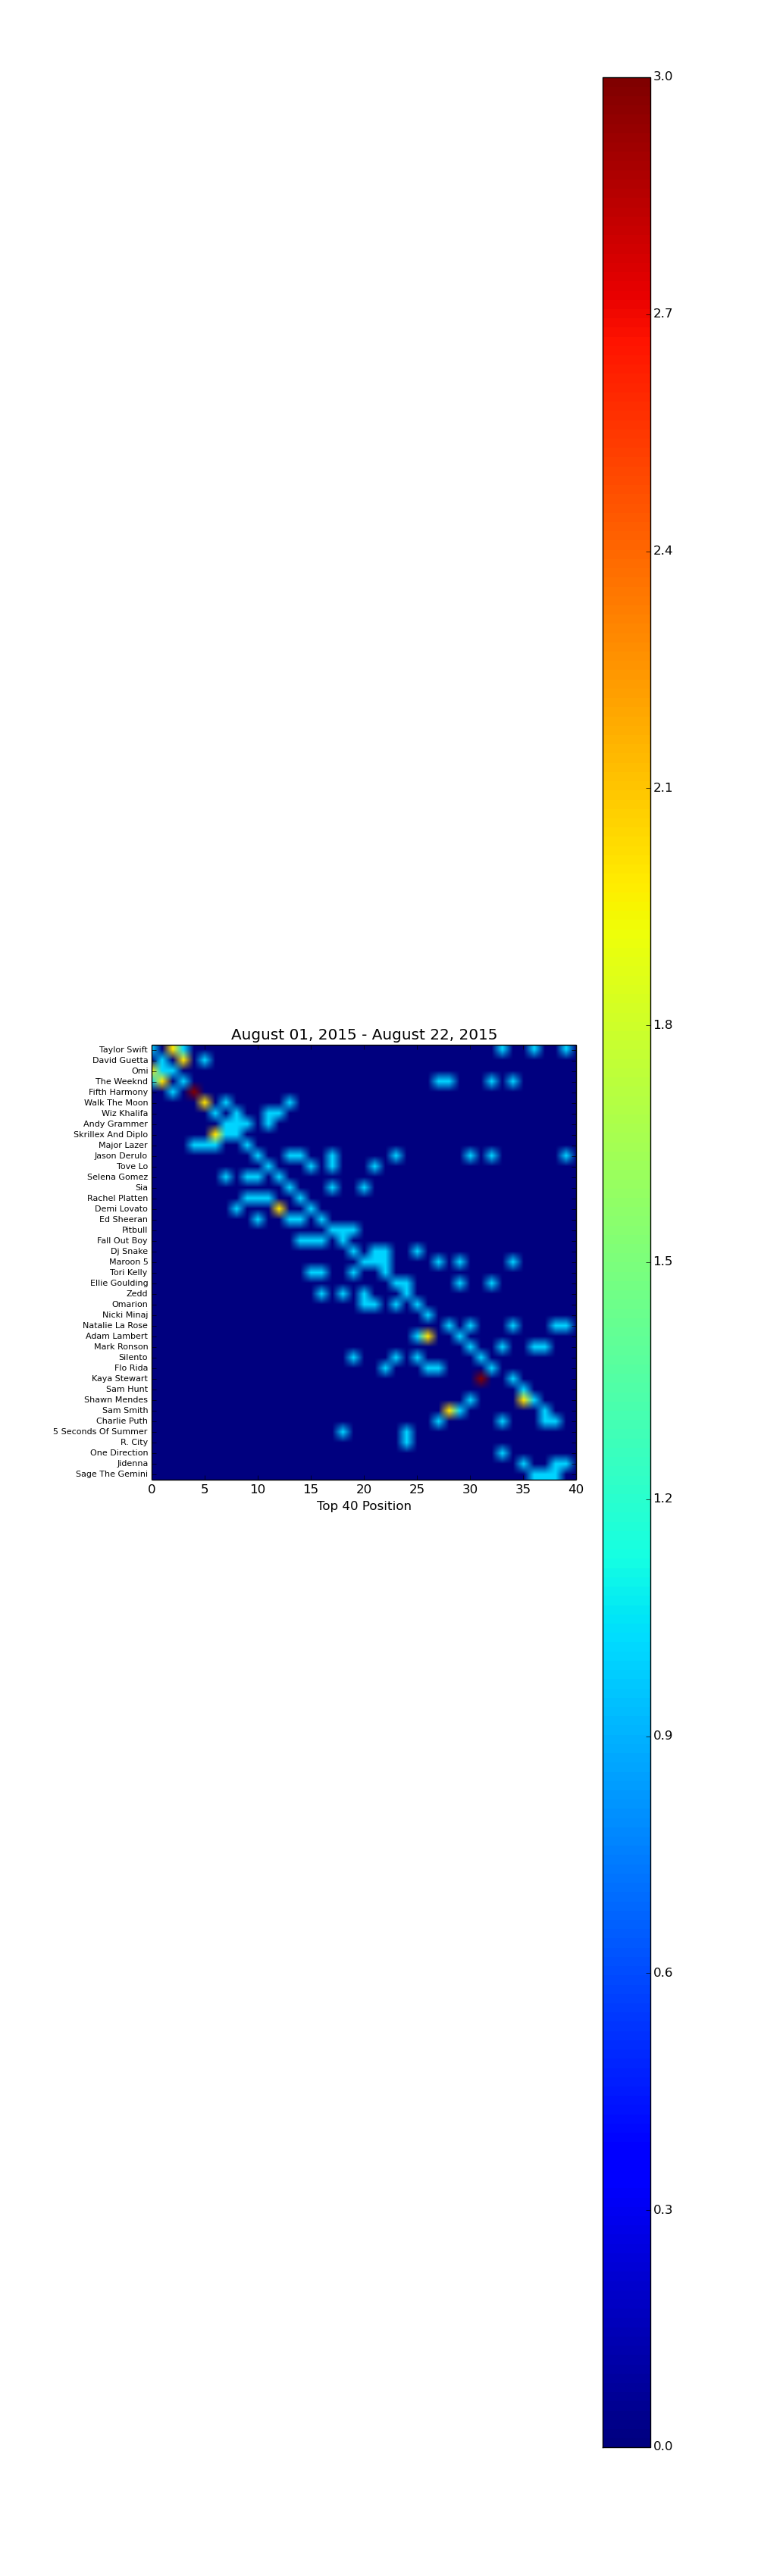 August 01, 2015 - August 22, 2015
Taylor Swift
David Guetta
Omi
The Weeknd
Fifth Harmony
Walk The Moon
Wiz Khalifa
Andy Grammer
Skrillex And Diplo
Major Lazer
Jason Derulo
Tove Lo
Selena Gomez
Sia
Rachel Platten
Demi Lovato
Ed Sheeran
Pitbull
Fall Out Boy
Dj Snake
Maroon 5
Tori Kelly
Ellie Goulding
Zedd
Omarion
Nicki Minaj
Natalie La Rose
Adam Lambert
Mark Ronson
Silento
Flo Rida
Kaya Stewart
Sam Hunt
Shawn Mendes
Sam Smith
Charlie Puth
5 Seconds Of Summer
R. City
One Direction
Jidenna
Sage The Gemini
0 5 10 15 20 25 30 35 40
Top 40 Position
3.0
2.7
2.4
2.1
1.8
1.5
1.2
0.9
0.6
0.3
0.0